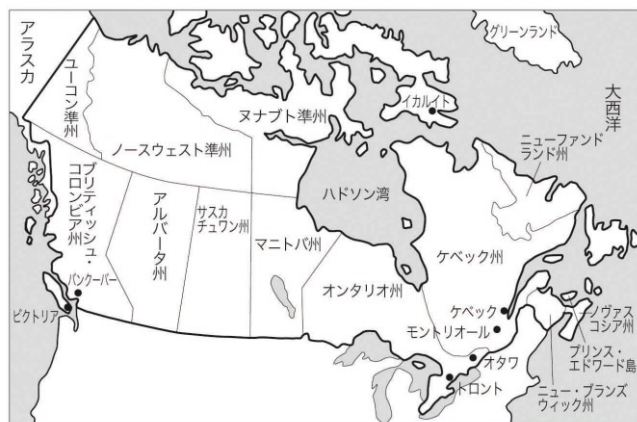 アラスカ
ユーコン準州
ノースウェスト準州
ヌナブト準州
イカルイト
グリーンランド
大西洋
ニューファンド
ランド州
ハドソン湾
ブリティッシュ・
コロンビア州
アルバータ州
サスカ
チュワン州
マニトバ州
オンタリオ州
ケベック州
バンクーバー
ビクトリア
ケベック
モントリオール
オタワ
トロント
ノヴァス
コシア州
プリンス・
エドワード島
ニュー・ブランズ
ウィック州